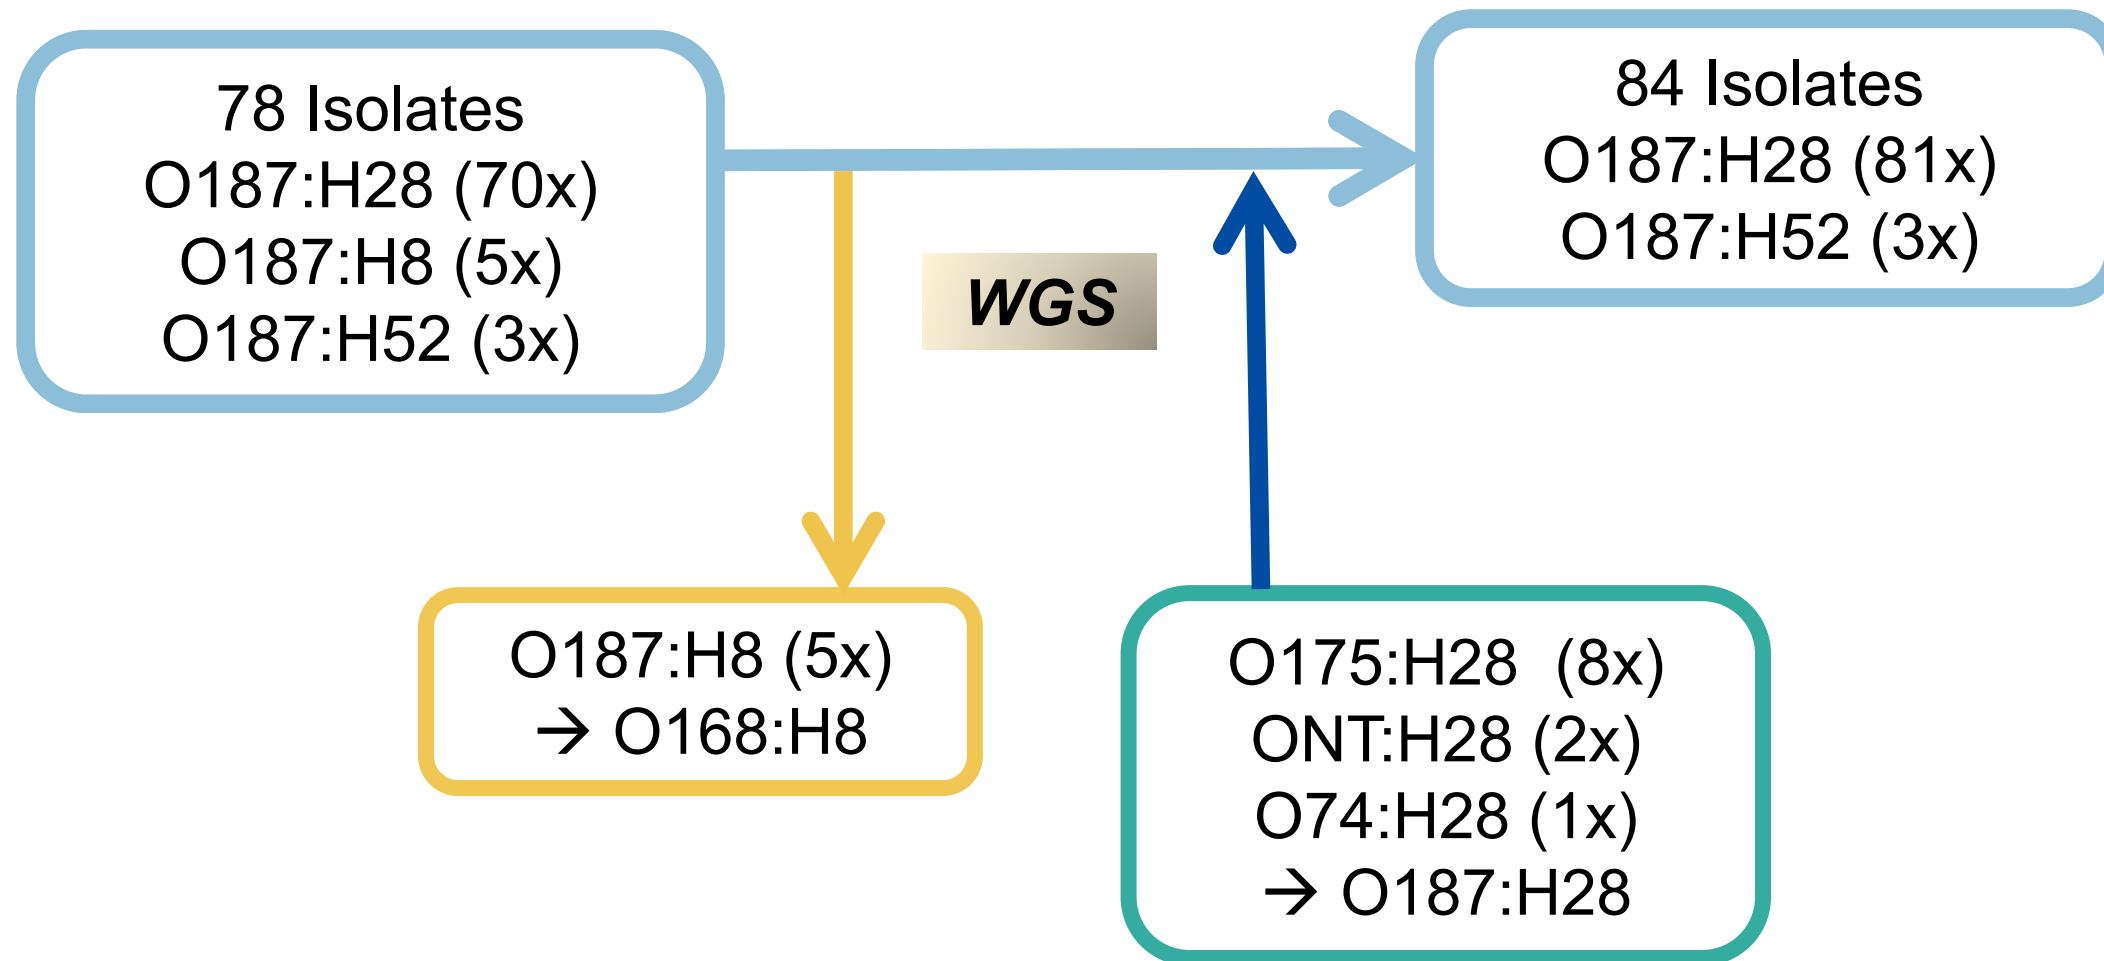 78 Isolates
O187:H28 (70x)
O187:H8 (5x)
O187:H52 (3x)
84 Isolates
O187:H28 (81x)
O187:H52 (3x)
WGS
O187:H8 (5x)
→ O168:H8
O175:H28  (8x)
ONT:H28 (2x)
O74:H28 (1x)
→ O187:H28